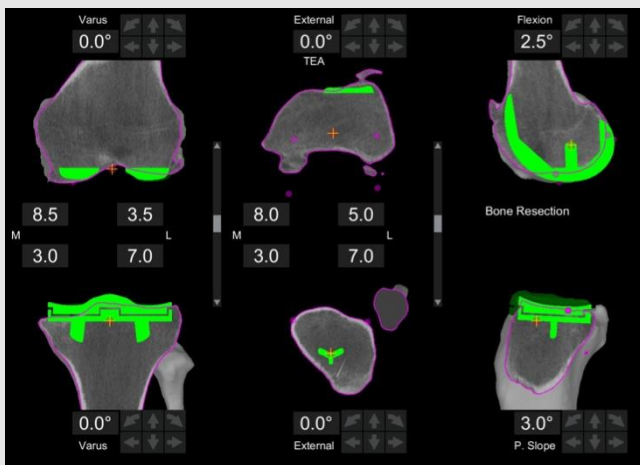 Varus
0.0°
External
0.0°
TEA
Flexion
2.5°
8.5 3.5
M L
3.0 7.0
8.0 5.0
M L
3.0 7.0
Bone Resection
0.0°
Varus
0.0°
External
3.0°
P. Slope